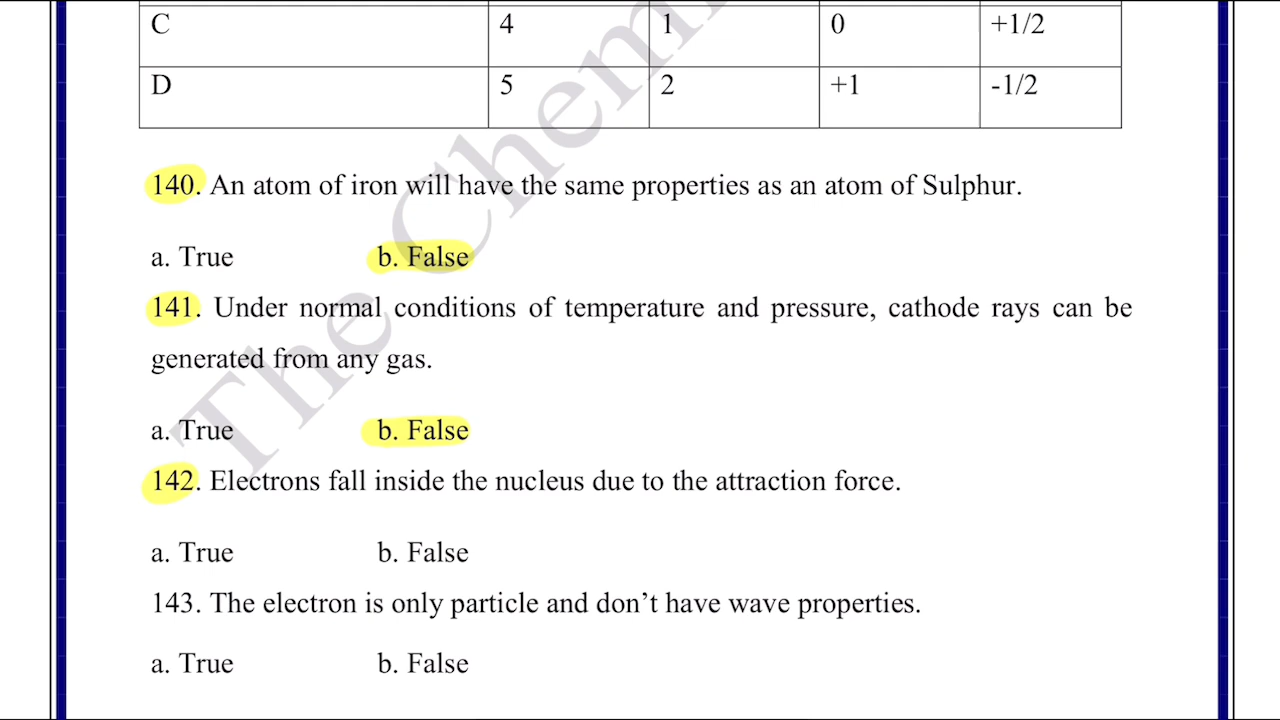 C 4 1 0 +1/2
D 5 2 +1 -1/2
140. An atom of iron will have the same properties as an atom of Sulphur.
a. True b. False
141. Under normal conditions of temperature and pressure, cathode rays can be
generated from any gas.
a. True b. False
142. Electrons fall inside the nucleus due to the attraction force.
a. True b. False
143. The electron is only particle and don’t have wave properties.
a. True b. False
The Chem